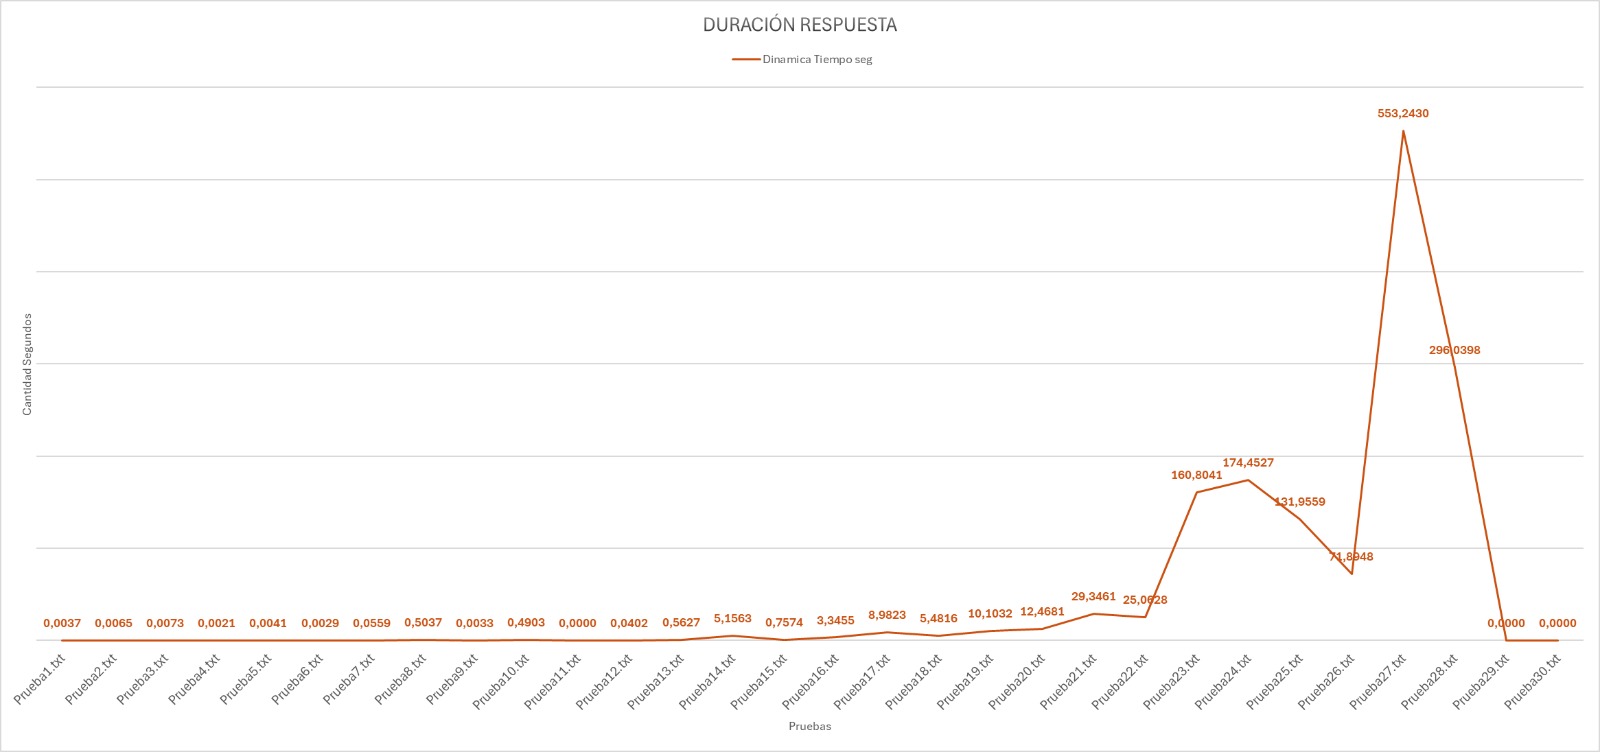 DURACIÓN RESPUESTA
Dinamica Tiempo seg
Cantidad Segundos
553,2430
296,0398
174,4527
160,8041
131,9559
71,8948
29,3461
25,0628
12,4681
10,1032
8,9823
5,4816
5,1563
3,3455
0,7574
0,0037
0,0065
0,0073
0,0021
0,0041
0,0029
0,0559
0,5037
0,0033
0,4903
0,0000
0,0402
0,5627
0,0000
0,0000
Prueba1.txt
Prueba2.txt
Prueba3.txt
Prueba4.txt
Prueba5.txt
Prueba6.txt
Prueba7.txt
Prueba8.txt
Prueba9.txt
Prueba10.txt
Prueba11.txt
Prueba12.txt
Prueba13.txt
Prueba14.txt
Prueba15.txt
Prueba16.txt
Prueba17.txt
Prueba18.txt
Prueba19.txt
Prueba20.txt
Prueba21.txt
Prueba22.txt
Prueba23.txt
Prueba24.txt
Prueba25.txt
Prueba26.txt
Prueba27.txt
Prueba28.txt
Prueba29.txt
Prueba30.txt
Pruebas